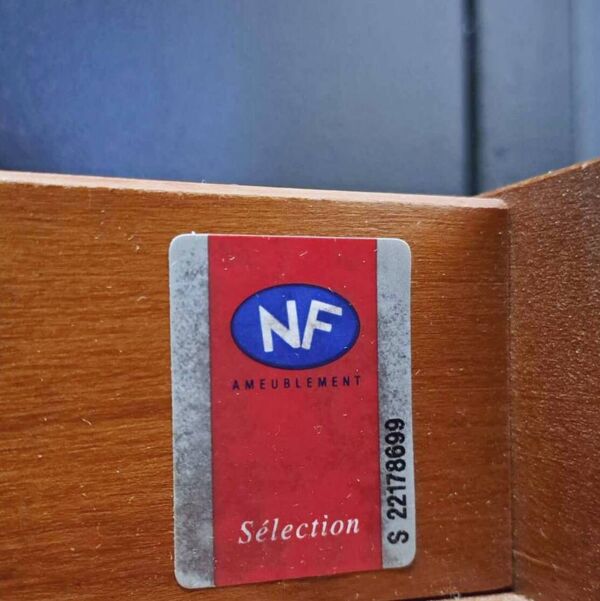 NF
AMEUBLEMENT
Sélection
S 22178699